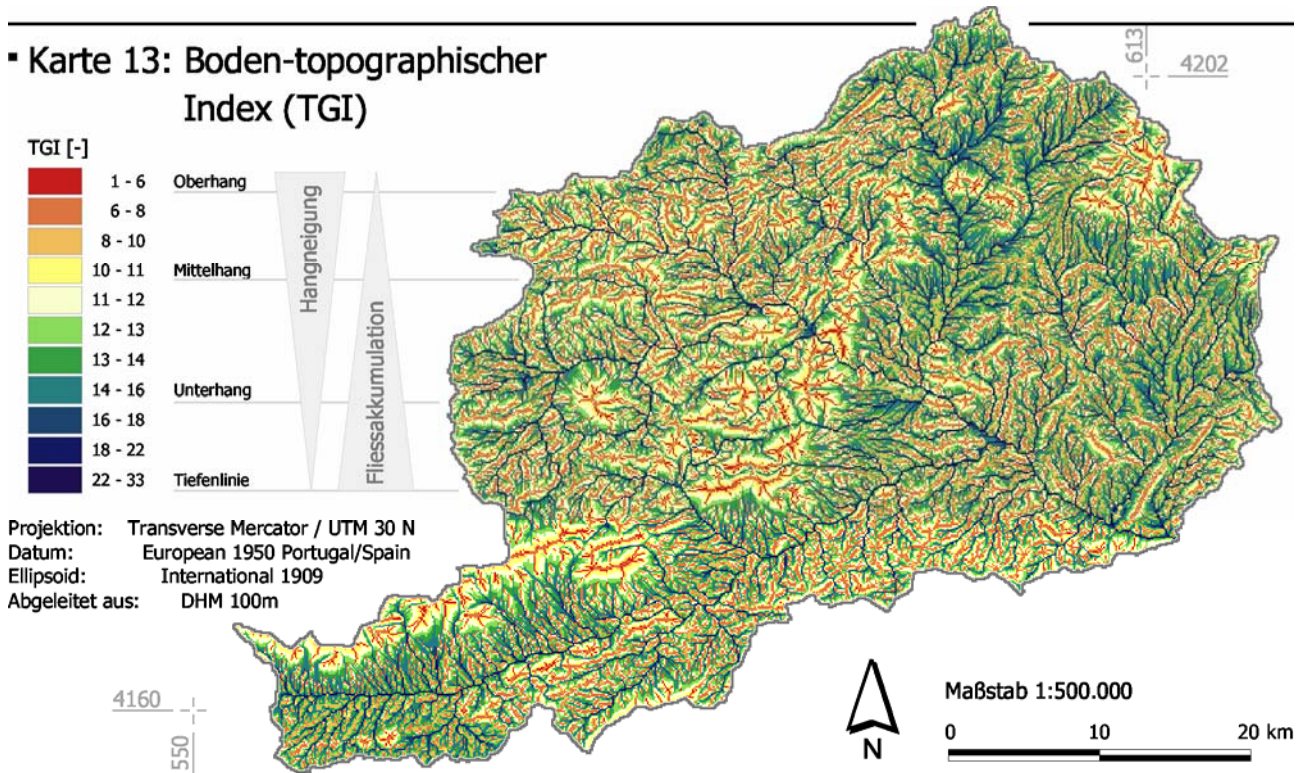 ▪ Karte 13: Boden-topographischer
Index (TGI)
613
4202
TGI [-]
1 - 6 Oberhang
6 - 8
8 - 10
10 - 11 Mittelhang
11 - 12
12 - 13
13 - 14
14 - 16 Unterhang
16 - 18
18 - 22
22 - 33 Tiefenlinie
Hangneigung
Fliessakkumulation
Projektion: Transverse Mercator / UTM 30 N
Datum: European 1950 Portugal/Spain
Ellipsoid: International 1909
Abgeleitet aus: DHM 100m
4160
550
N
Maßstab 1:500.000
0 10 20 km